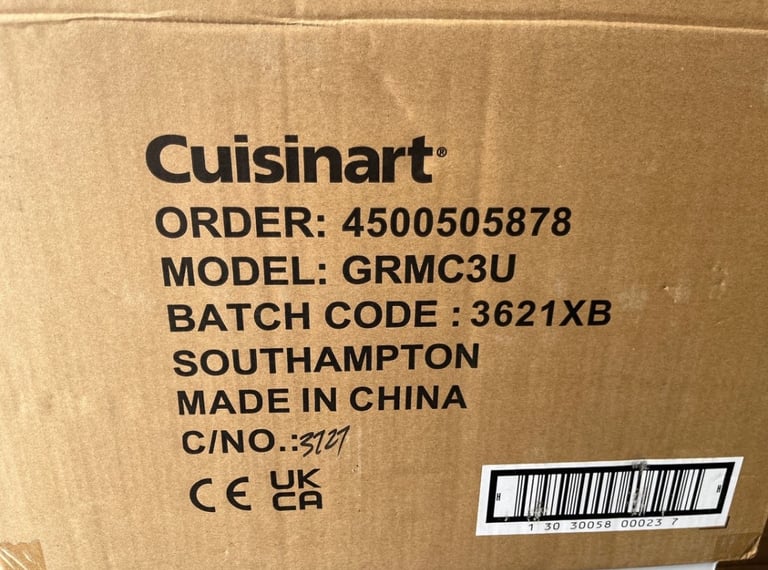 Cuisinart®
ORDER: 4500505878
MODEL: GRMC3U
BATCH CODE : 3621XB
SOUTHAMPTON
MADE IN CHINA
C/NO.:3727
CE UK
CA
H H
1 30 30058 00023 7